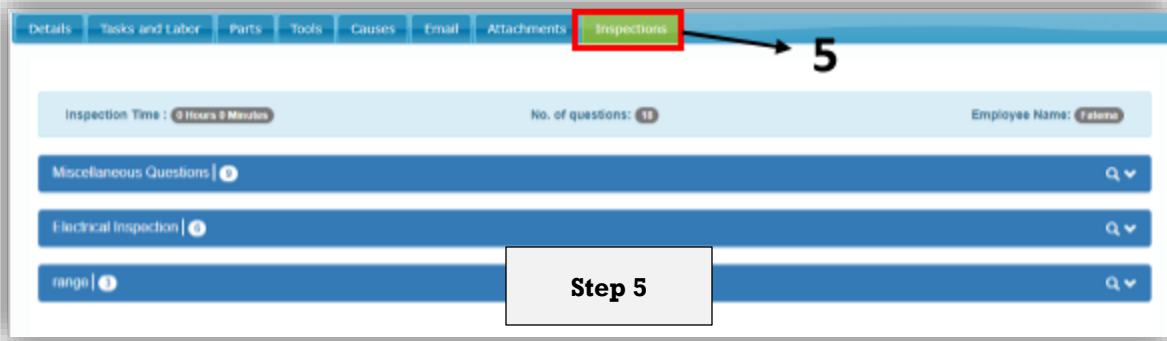 Details Tasks and Labor Parts Tools Causes Email Attachments Inspections
5
Inspection Time : 0 Hours 0 Minutes No. of questions: 18 Employee Name: Fatema
Miscellaneous Questions | 9
Electrical Inspection | 6
range | 3
Step 5